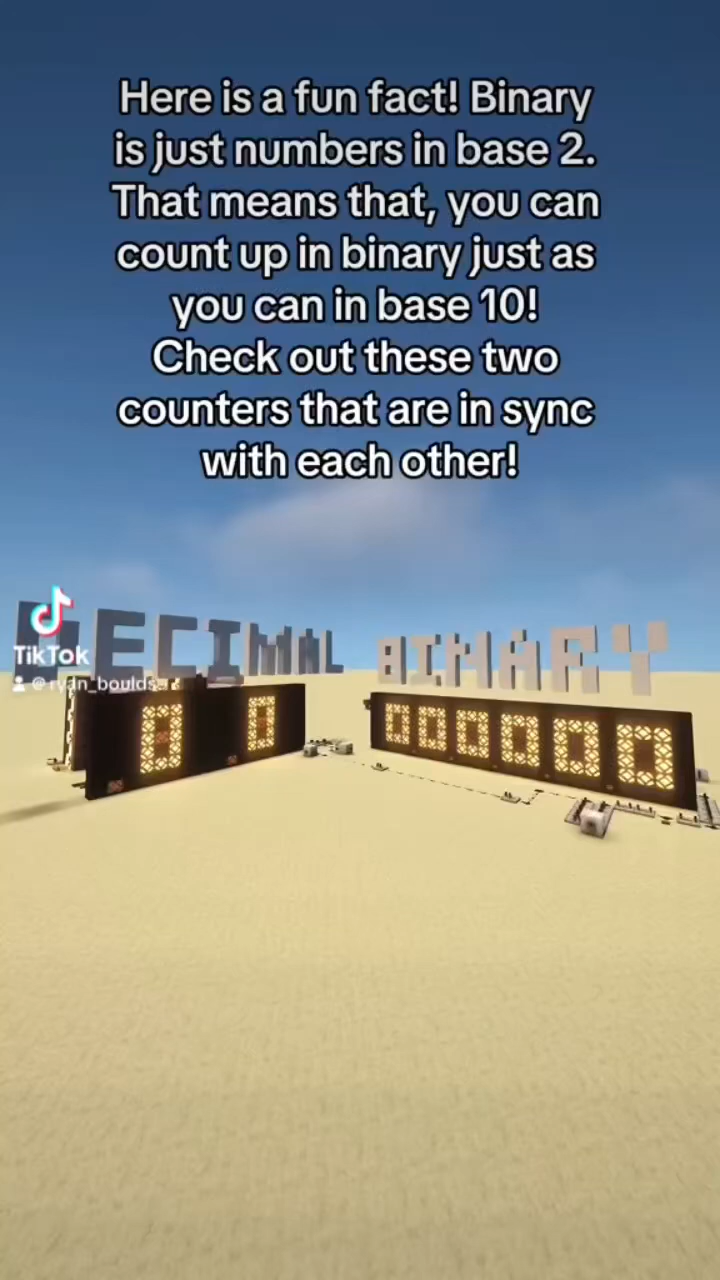 Here is a fun fact! Binary
is just numbers in base 2.
That means that, you can
count up in binary just as
you can in base 10!
Check out these two
counters that are in sync
with each other!
DECIMAL BINARY
TikTok
@ryan_boulds
0 0 000000